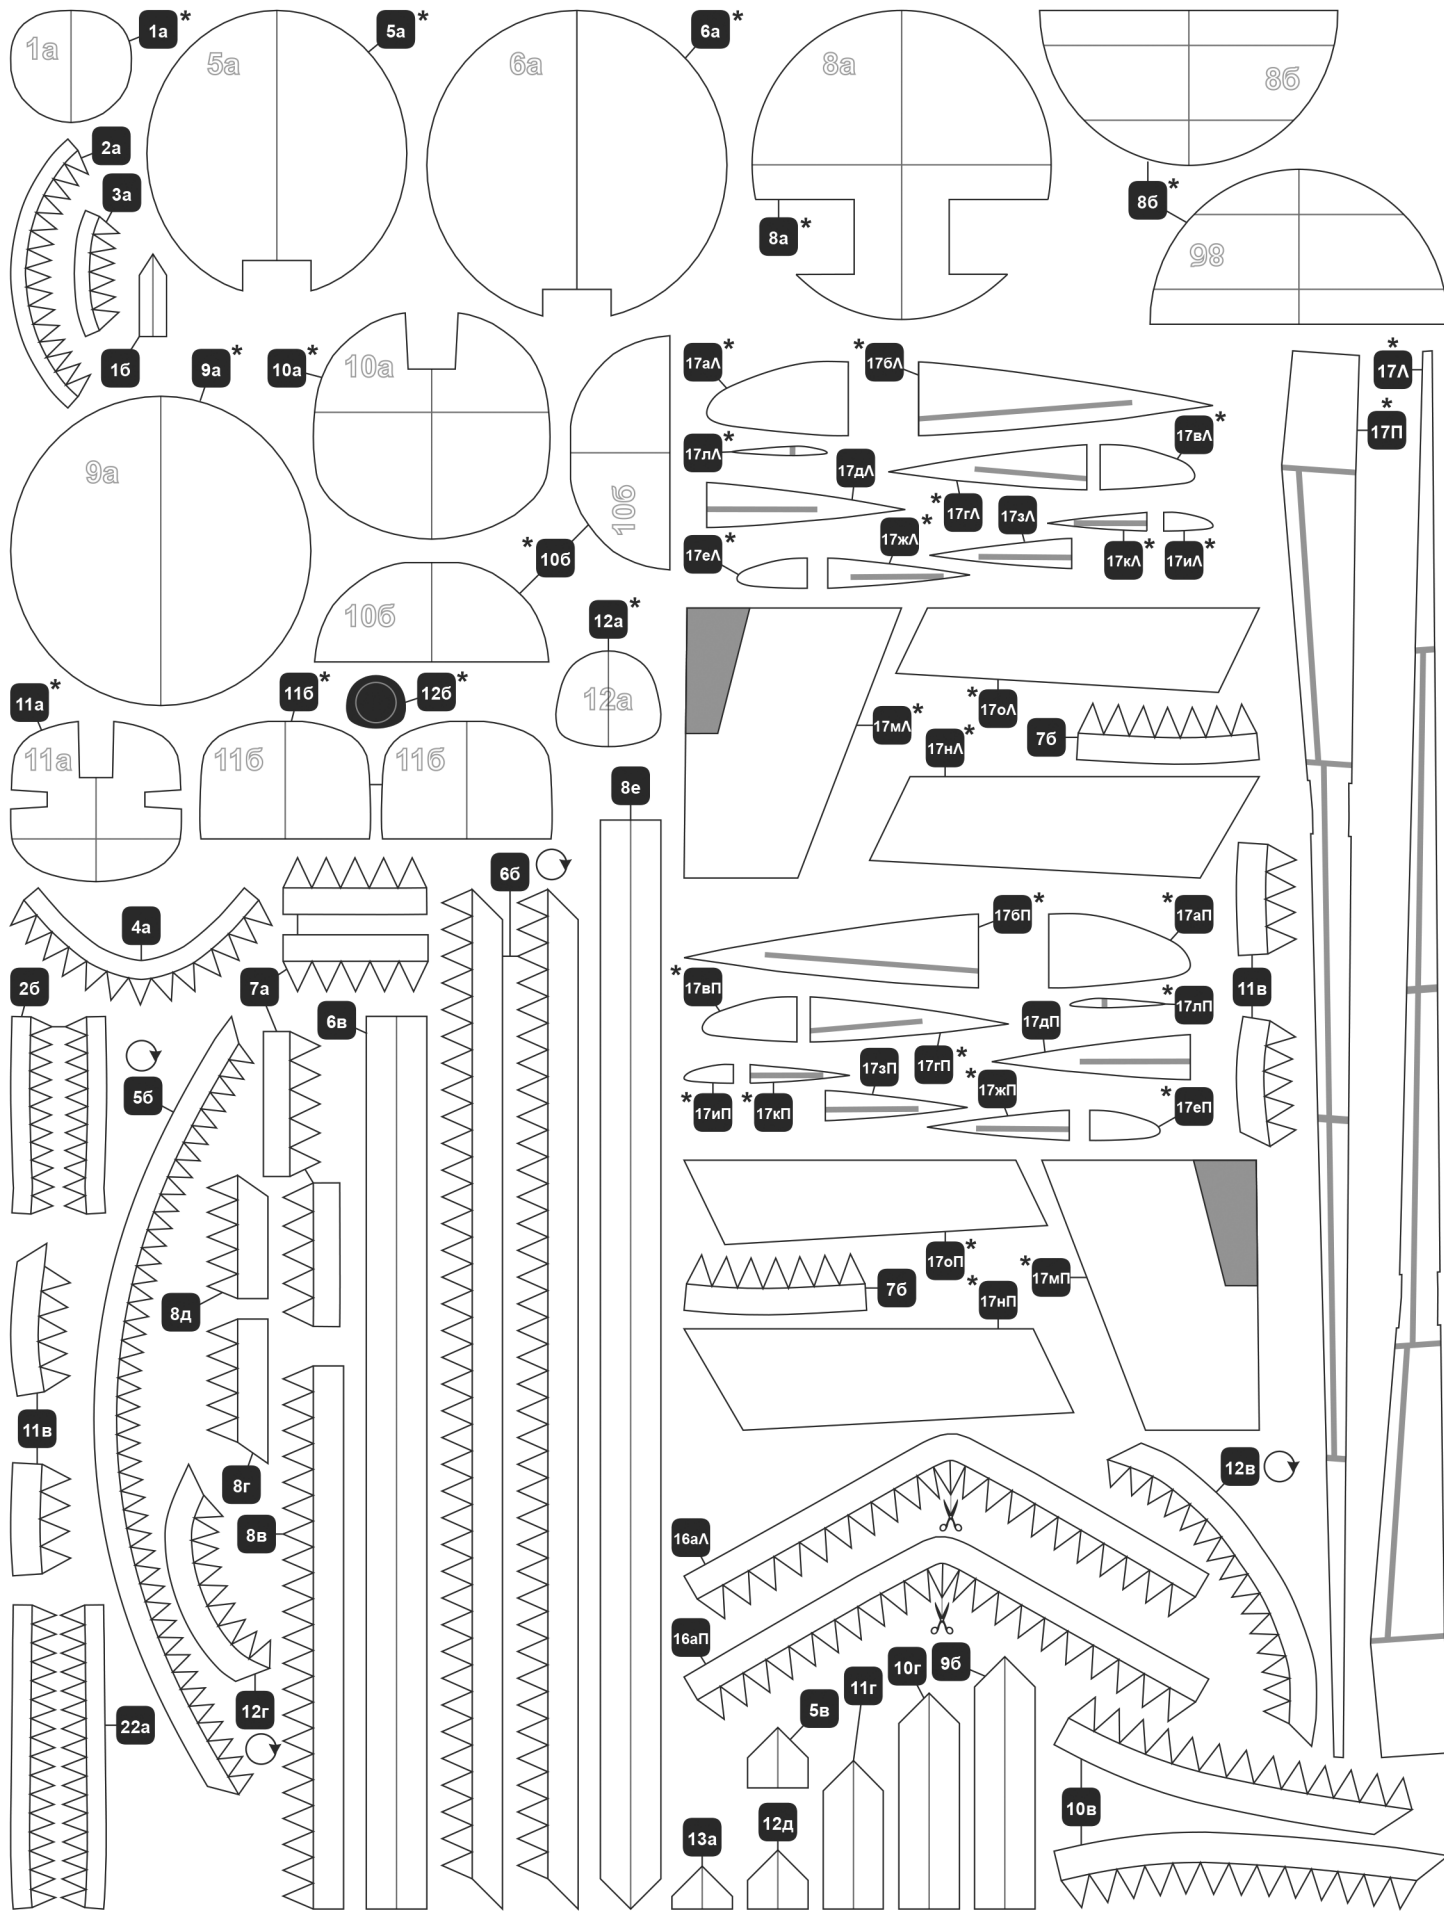 1а *
1а
5а *
5а
6а *
6а
8а
8а *
8б
8б *
8б
2а
3а
1б
9а *
9а
10а *
10а
10б
* 10б
10б
17аЛ *
* 17бЛ
17вЛ *
17лЛ *
17дЛ
* 17гЛ
17зЛ
17жЛ *
17еЛ *
17кЛ *
17иЛ *
* 17Л
* 17П
12а *
12а
11а *
11а
11б *
11б
11б
12б *
17мЛ *
* 17оЛ
* 17нЛ
7б
8е
6б
4а
2б
7а
6в
5б
17бП *
* 17аП
* 17вП
* 17лП
17дП
11в
17гП *
17зП
* 17жП
* 17иП
* 17кП
* 17еП
8д
17оП *
7б
* 17нП
* 17мП
11в
8г
8в
12в
16аЛ
16аП
12г
22а
5в
11г
10г
9б
13а
12д
10в